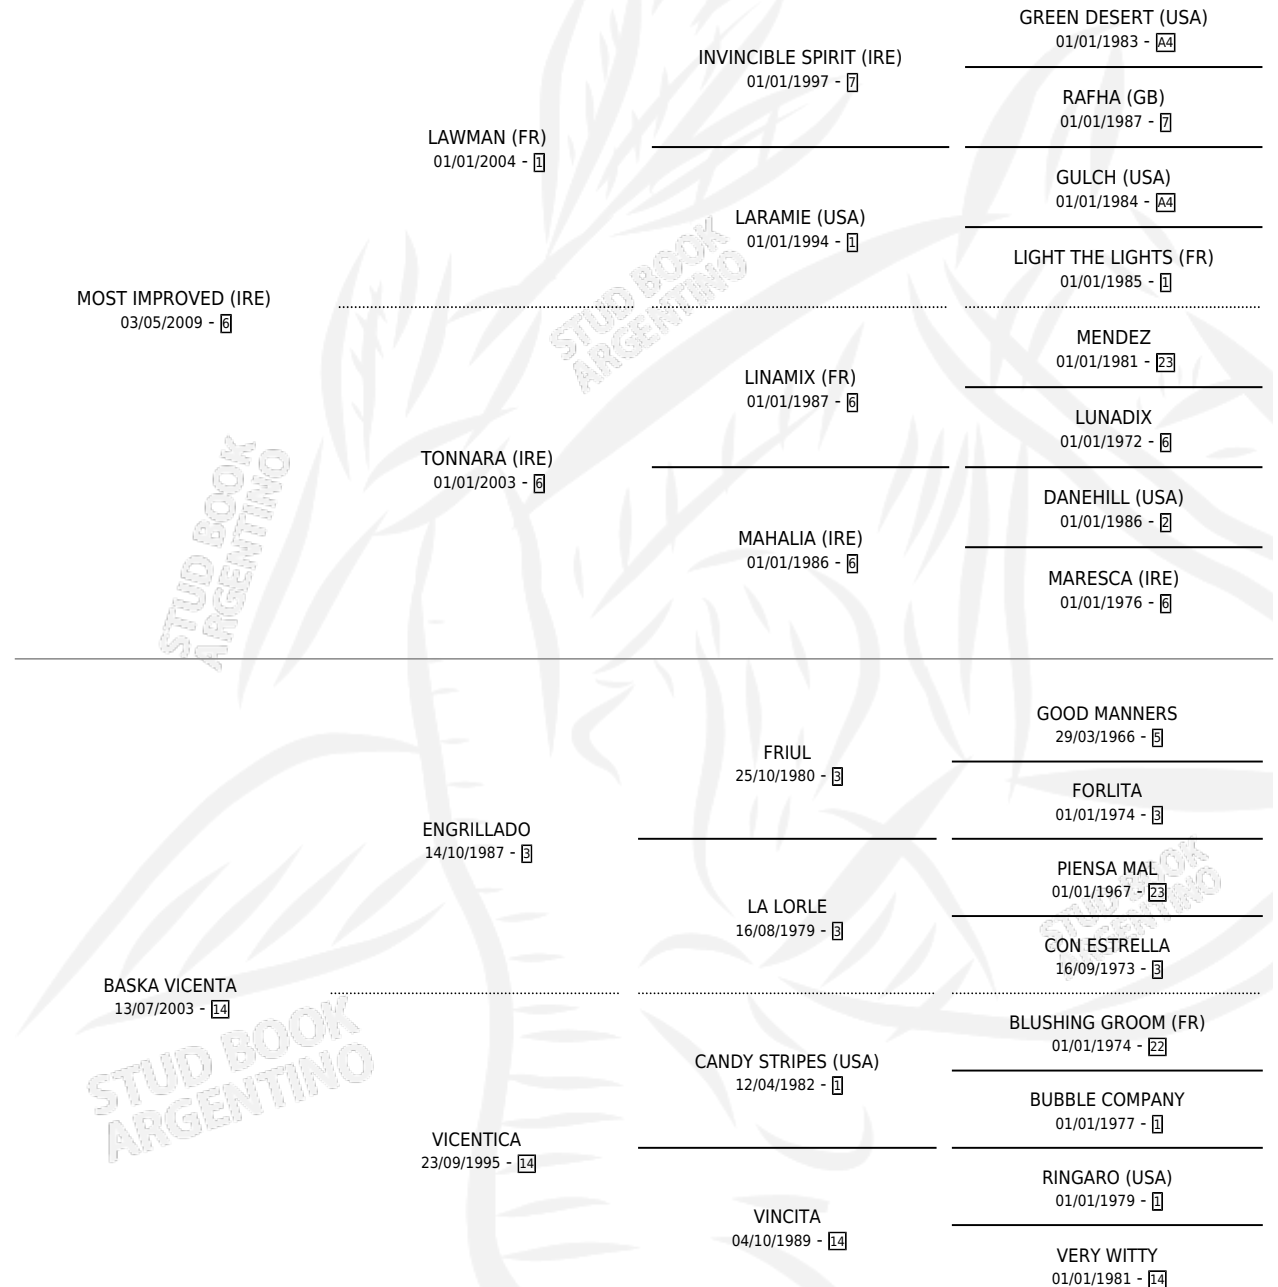 GREEN DESERT (USA)
01/01/1983 - A4
INVINCIBLE SPIRIT (IRE)
01/01/1997 - 7
RAFHA (GB)
01/01/1987 - 7
LAWMAN (FR)
01/01/2004 - 1
GULCH (USA)
01/01/1984 - A4
LARAMIE (USA)
01/01/1994 - 1
LIGHT THE LIGHTS (FR)
01/01/1985 - 1
MOST IMPROVED (IRE)
03/05/2009 - 6
STUD BOOK
ARGENTINO
MENDEZ
01/01/1981 - 23
LINAMIX (FR)
01/01/1987 - 6
LUNADIX
01/01/1972 - 6
TONNARA (IRE)
01/01/2003 - 6
DANEHILL (USA)
01/01/1986 - 2
MAHALIA (IRE)
01/01/1986 - 6
MARESCA (IRE)
01/01/1976 - 6
STUD BOOK
ARGENTINO
GOOD MANNERS
29/03/1966 - 5
FRIUL
25/10/1980 - 3
FORLITA
01/01/1974 - 3
ENGRILLADO
14/10/1987 - 3
PIENSA MAL
01/01/1967 - 23
LA LORLE
16/08/1979 - 3
CON ESTRELLA
16/09/1973 - 3
STUD BOOK
ARGENTINO
BASKA VICENTA
13/07/2003 - 14
BLUSHING GROOM (FR)
01/01/1974 - 22
CANDY STRIPES (USA)
12/04/1982 - 1
BUBBLE COMPANY
01/01/1977 - 1
STUD BOOK
ARGENTINO
VICENTICA
23/09/1995 - 14
RINGARO (USA)
01/01/1979 - 1
VINCITA
04/10/1989 - 14
VERY WITTY
01/01/1981 - 14